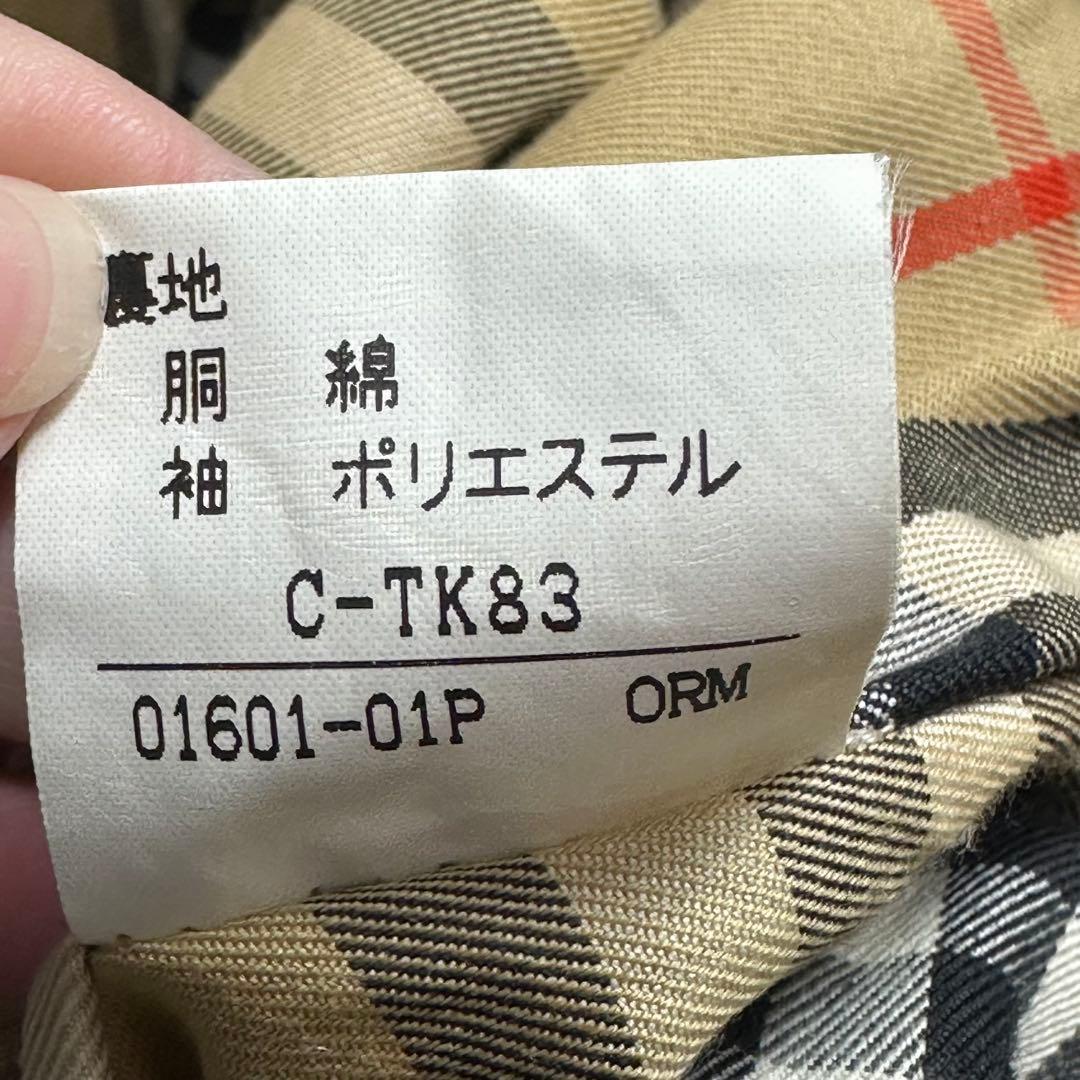 裏地
胴 綿
袖 ポリエステル
C-TK83
01601-01P ORM